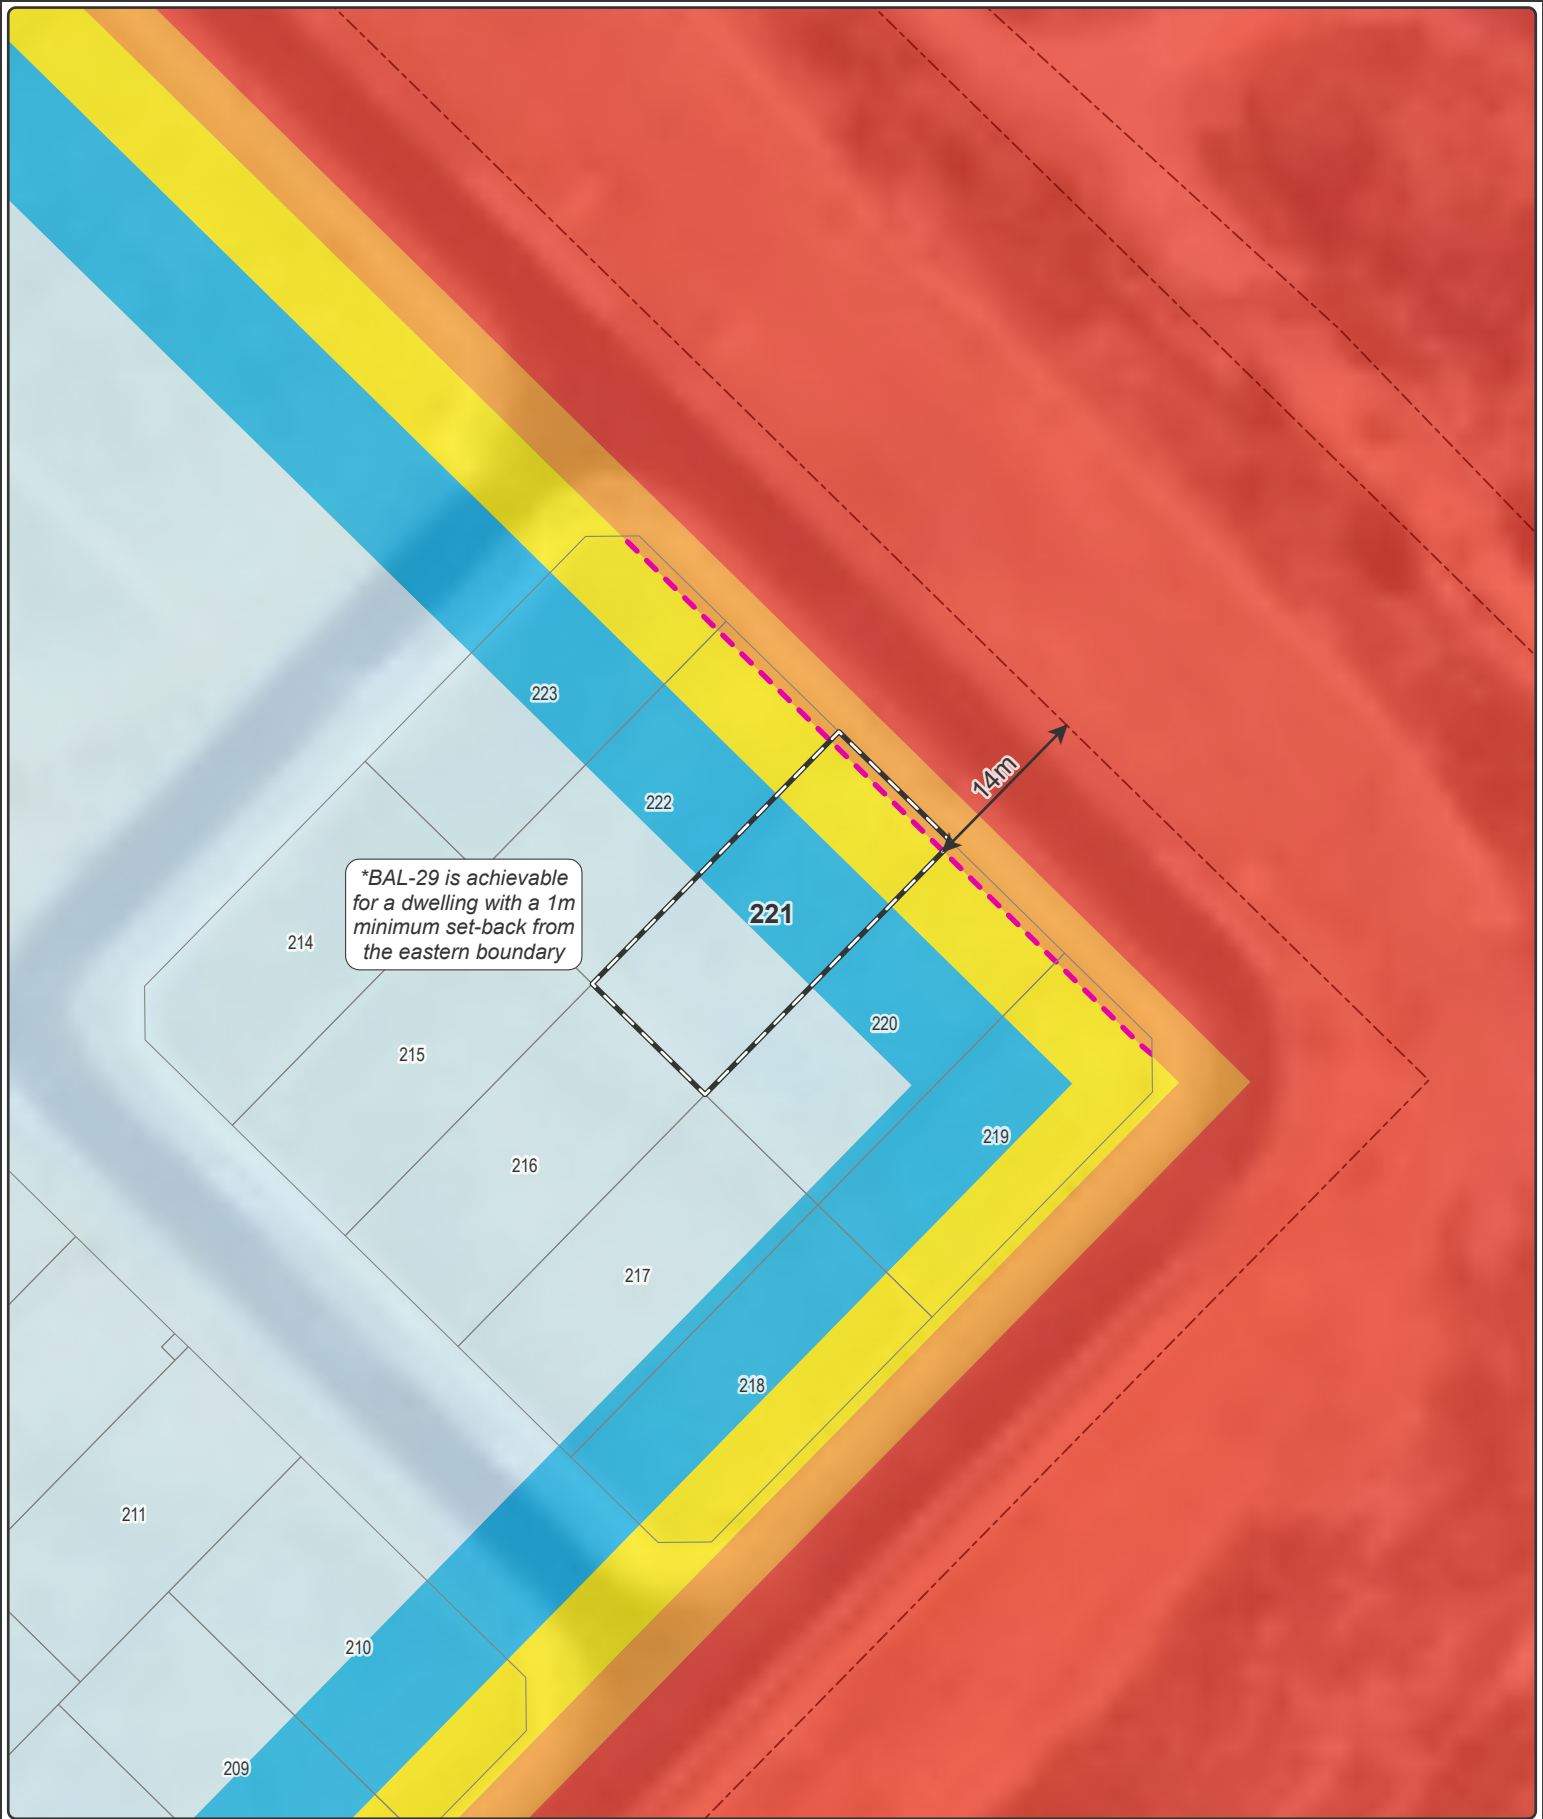 14m
223
222
221
*BAL-29 is achievable
for a dwelling with a 1m
minimum set-back from
the eastern boundary
214
220
215
219
216
217
218
211
210
209